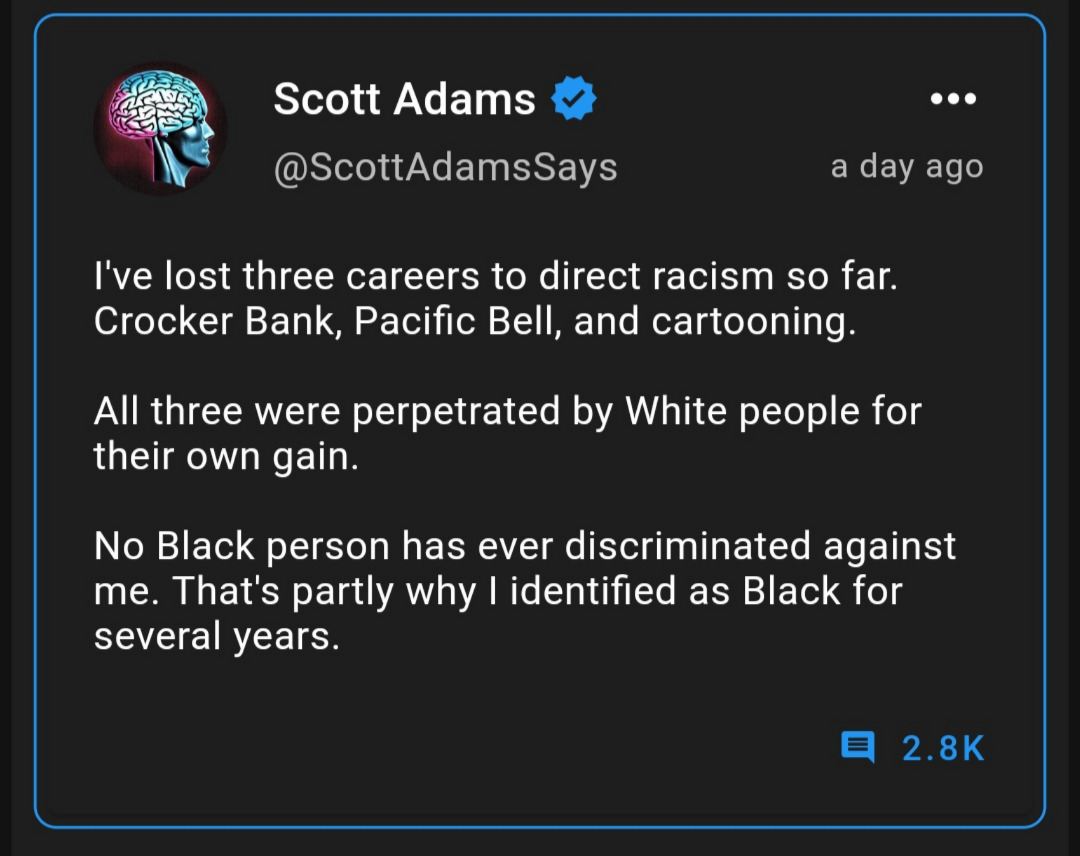 Scott Adams
@ScottAdamsSays
a day ago
I've lost three careers to direct racism so far.
Crocker Bank, Pacific Bell, and cartooning.
All three were perpetrated by White people for
their own gain.
No Black person has ever discriminated against
me. That's partly why I identified as Black for
several years.
2.8K